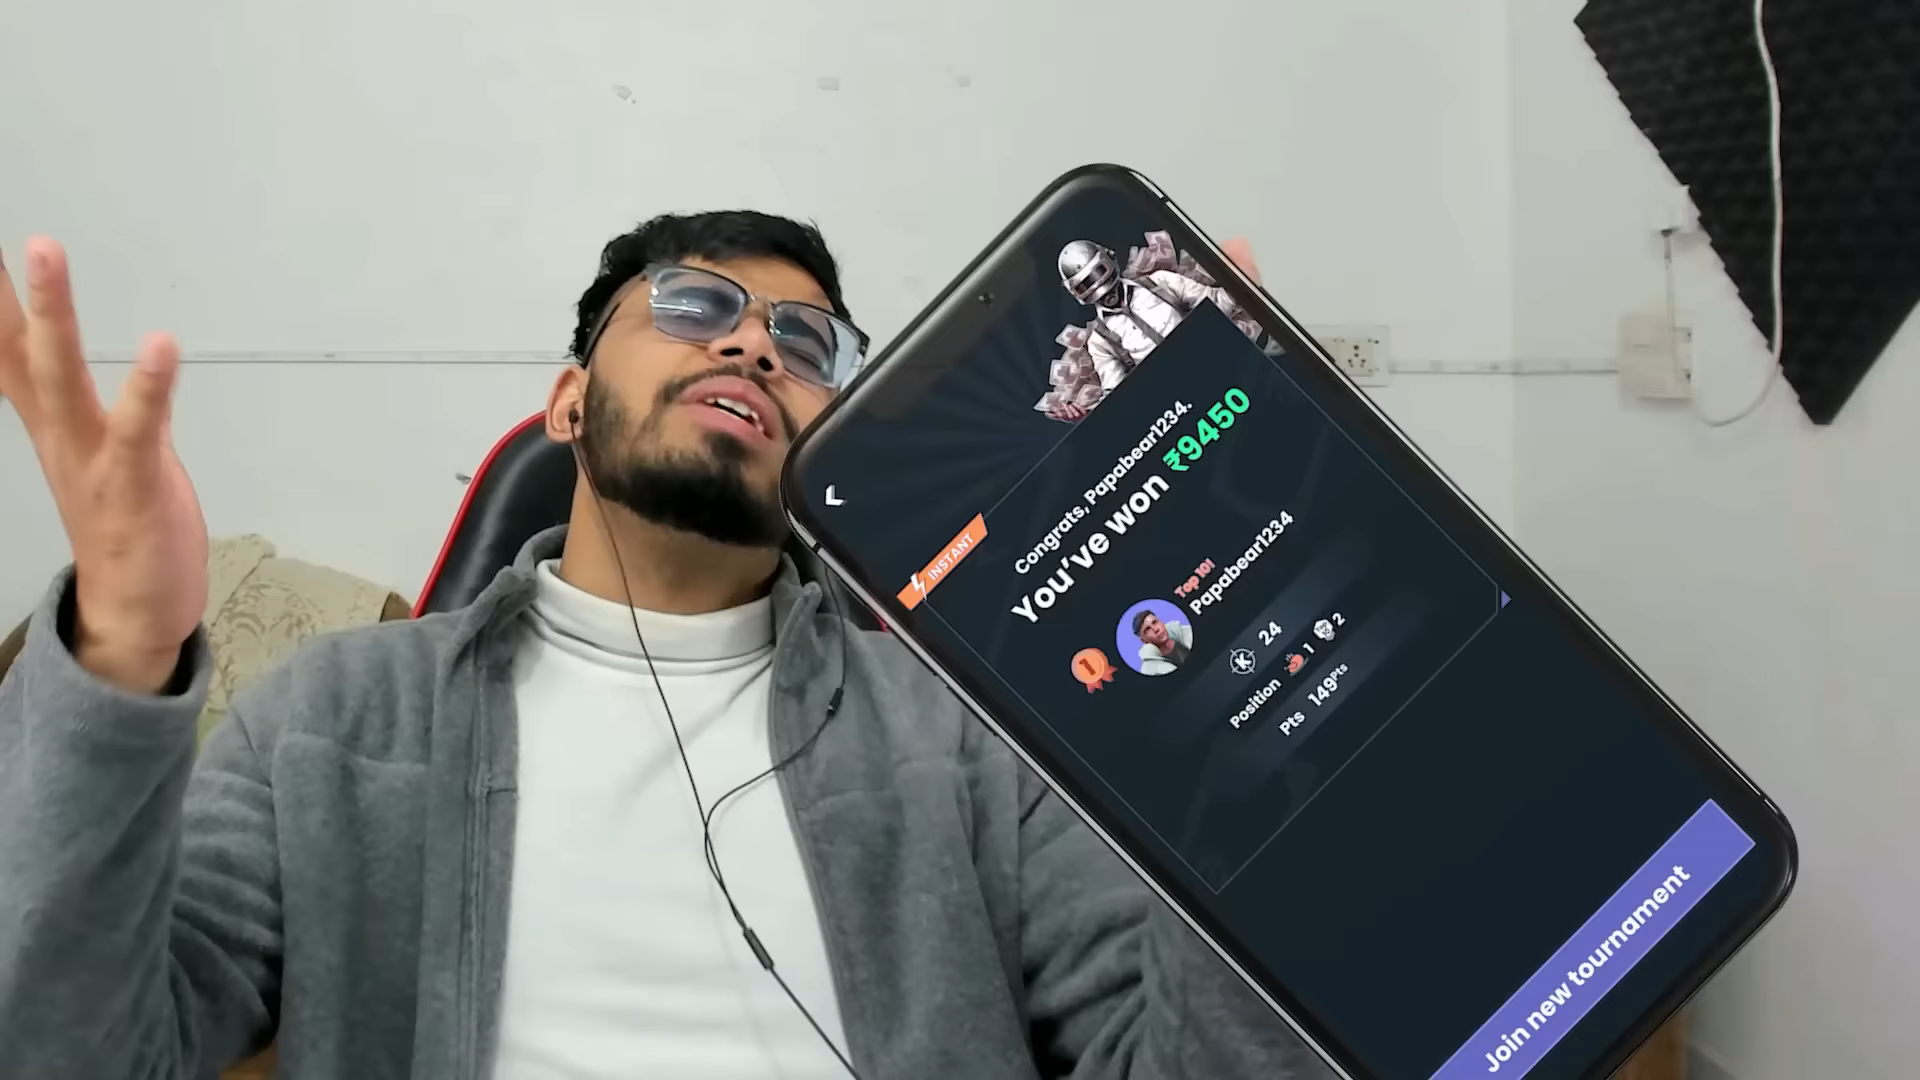 INSTANT
Congrats, Papabear1234.
You've won ₹9450
1
Top 10!
Papabear1234
K 24
Position 1 2
Pts 149Pts
Join new tournament